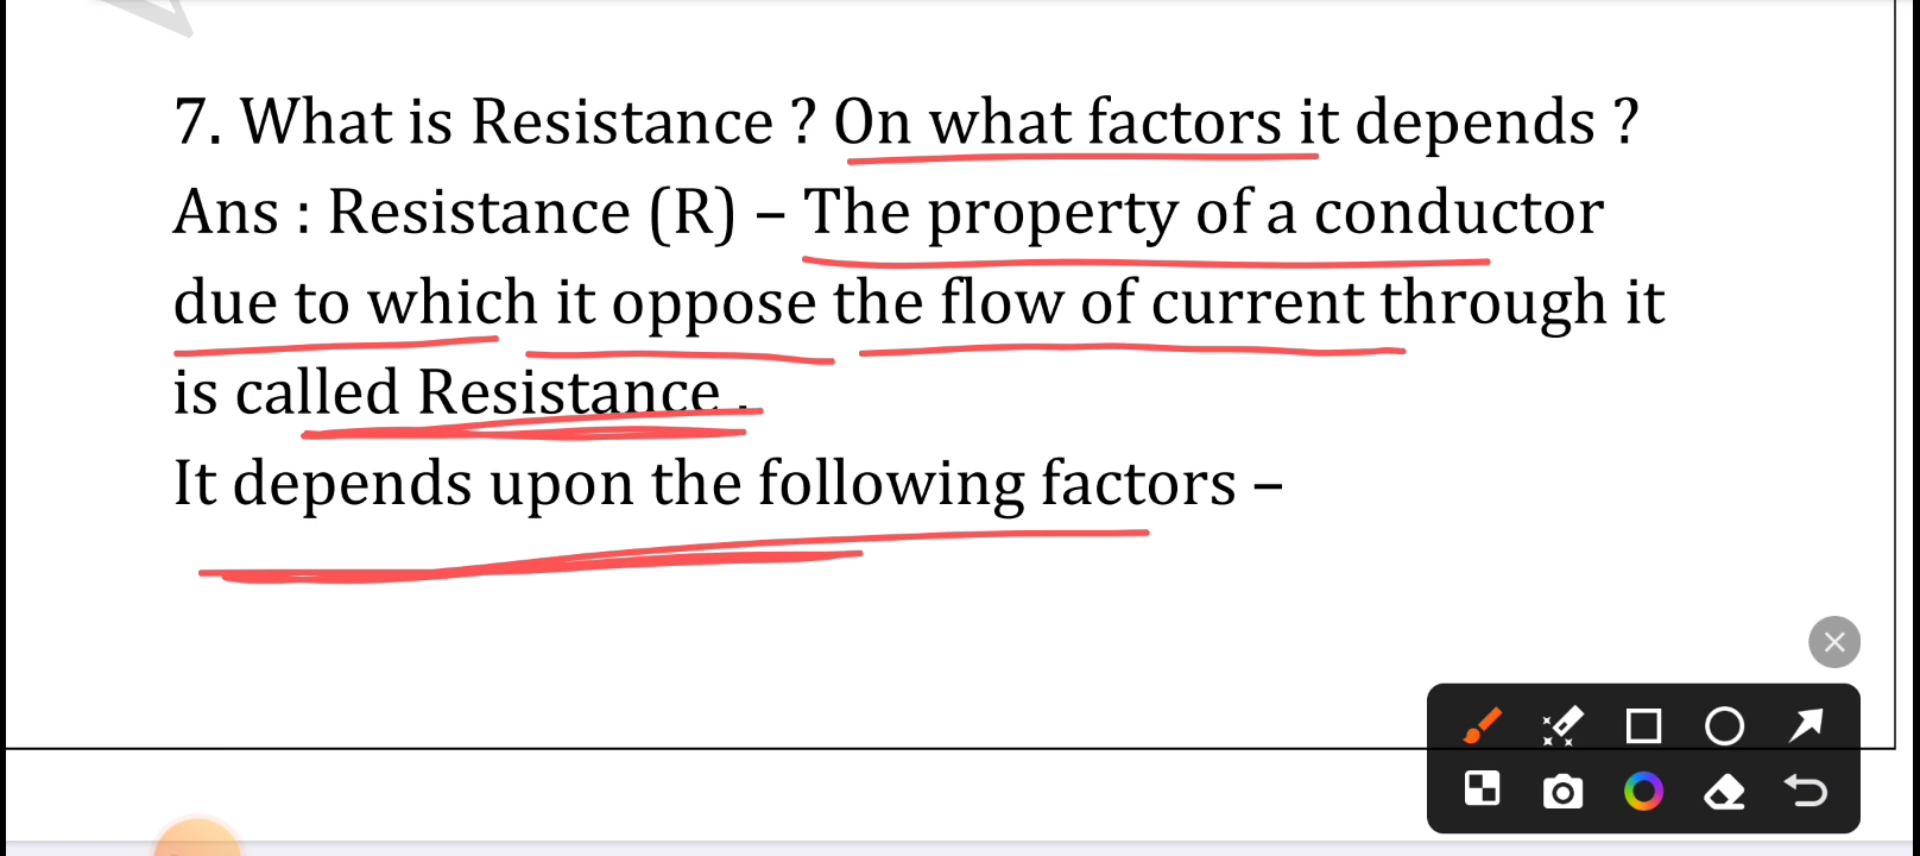 7. What is Resistance ? On what factors it depends ?
Ans : Resistance (R) – The property of a conductor
due to which it oppose the flow of current through it
is called Resistance .
It depends upon the following factors –